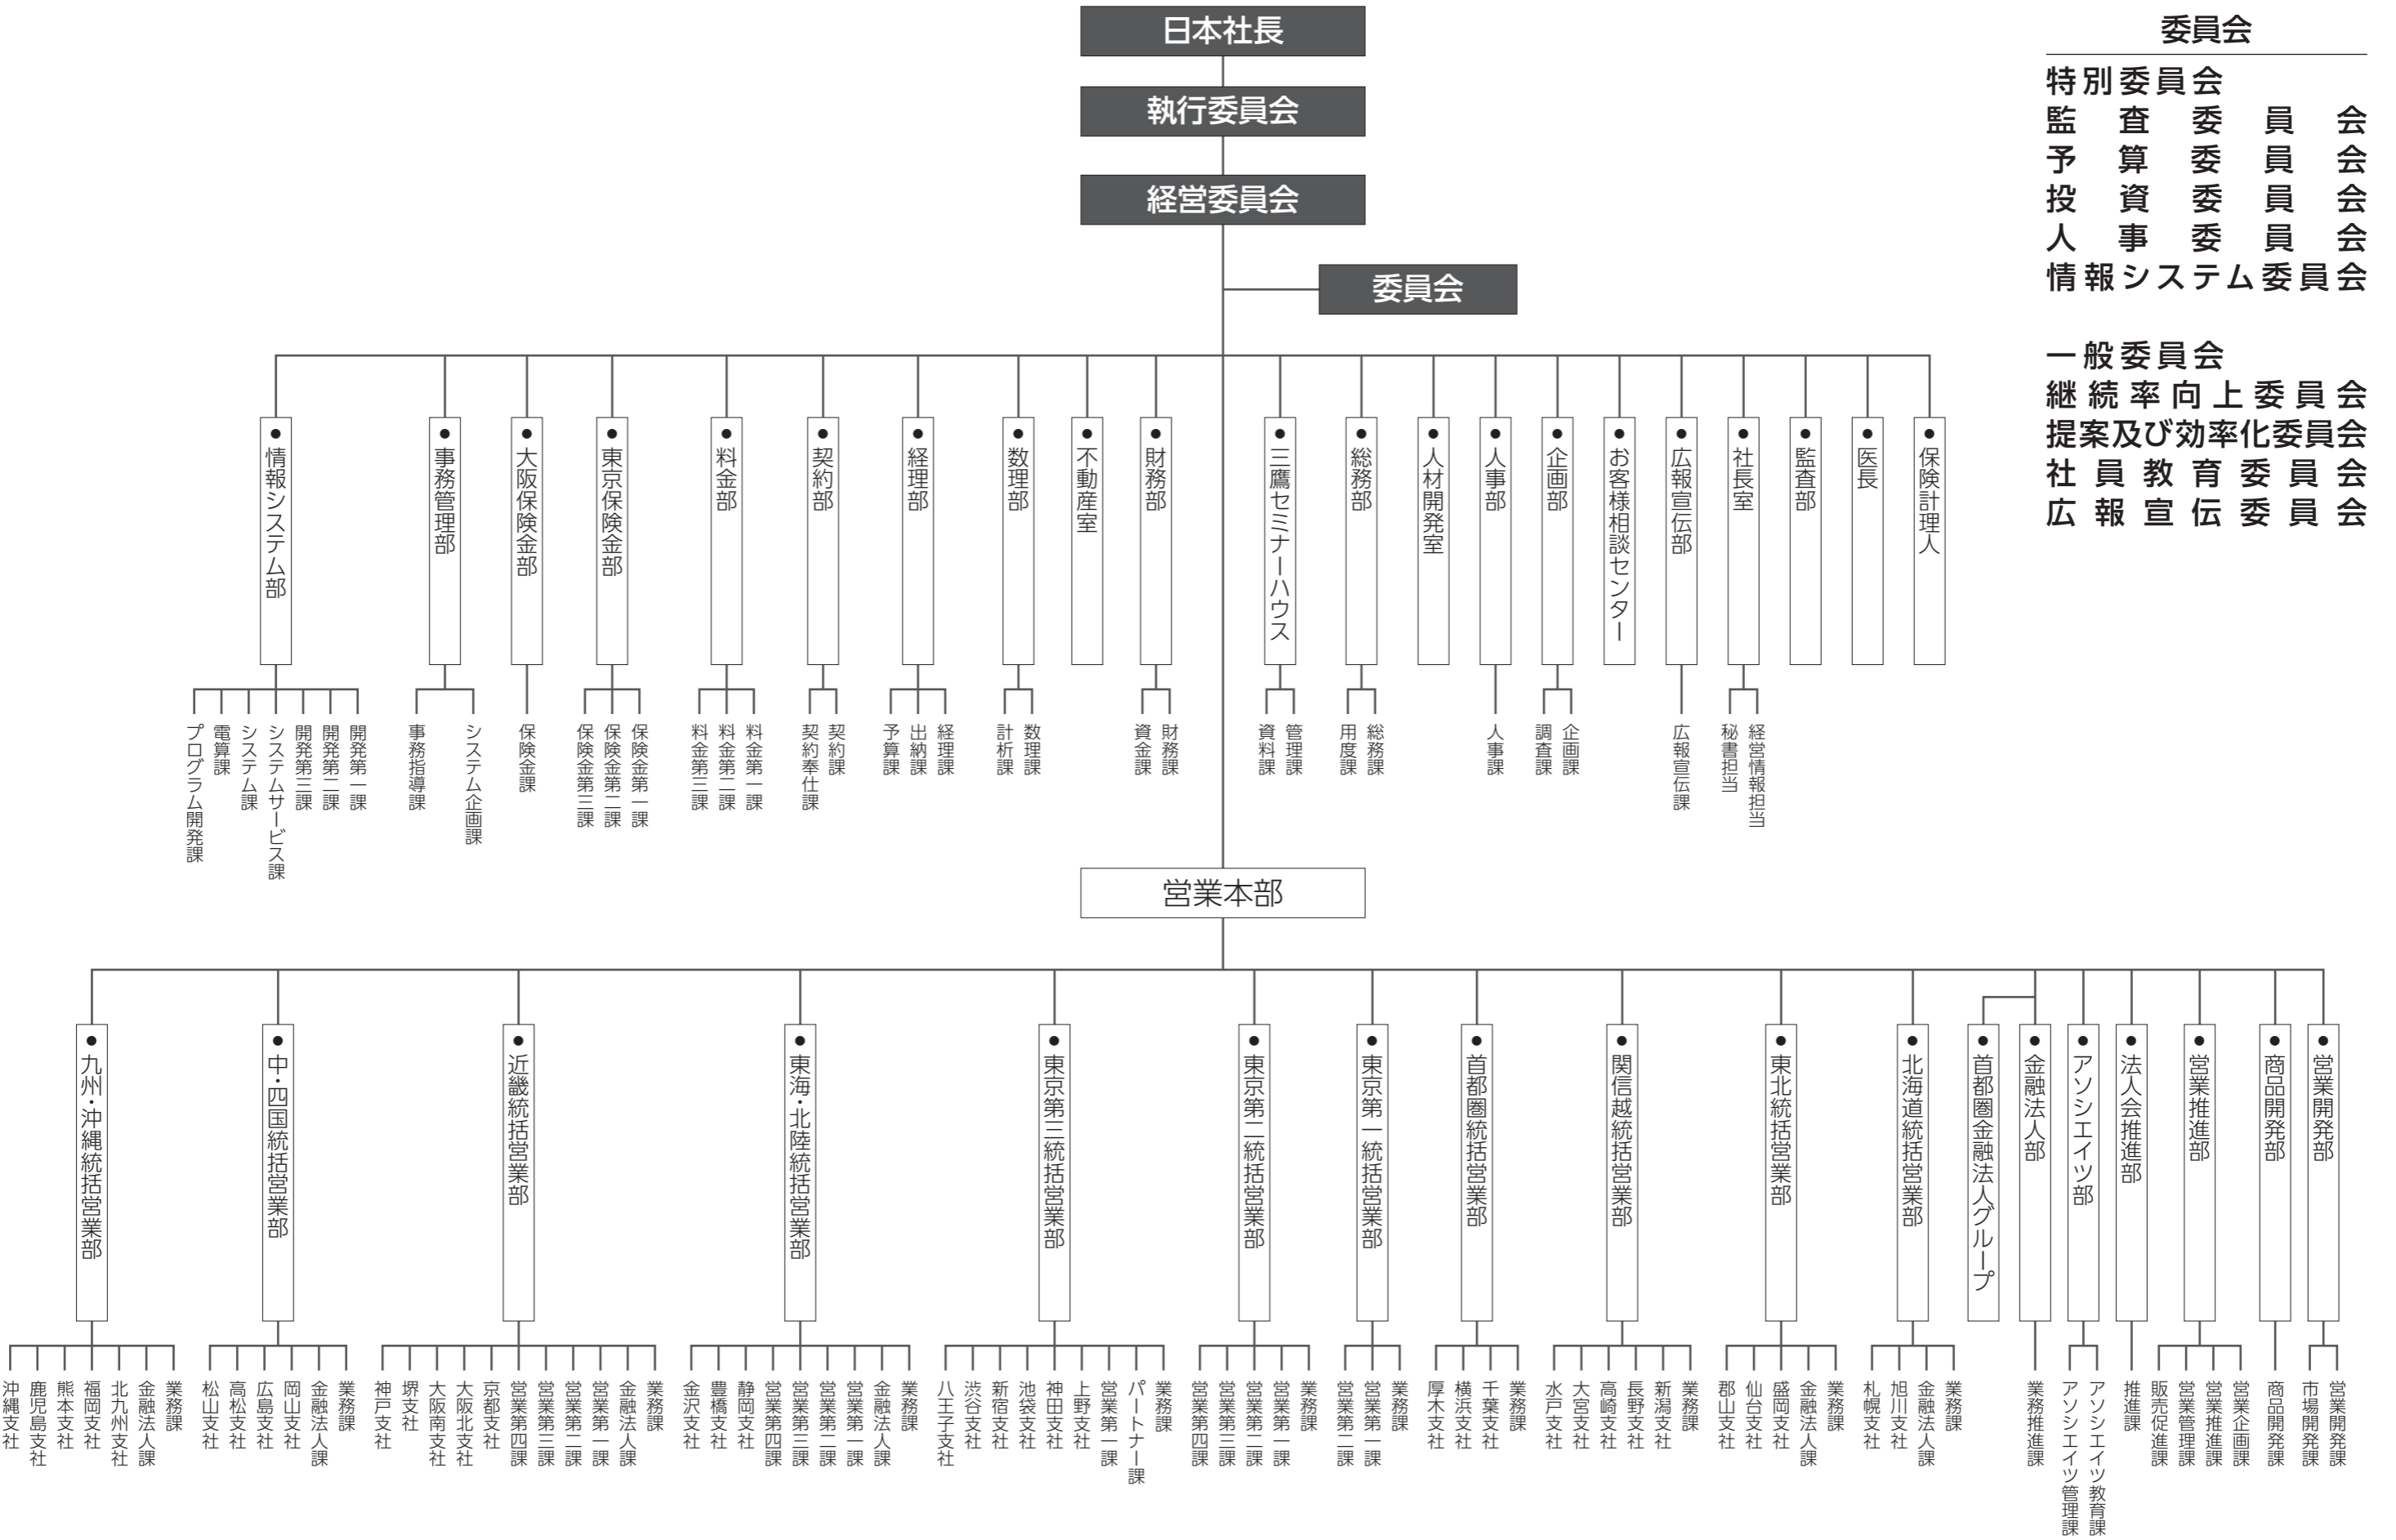 日本社長
執行委員会
経営委員会
委員会
委員会
特別委員会
監査委員会
予算委員会
投資委員会
人事委員会
情報システム委員会
一般委員会
継続率向上委員会
提案及び効率化委員会
社員教育委員会
広報宣伝委員会
●保険計理人
●医長
●監査部
●社長室
●広報宣伝部
●お客様相談センター
●企画部
●人事部
●人材開発室
●総務部
●三鷹セミナーハウス
●財務部
●不動産室
●数理部
●経理部
●契約部
●料金部
●東京保険金部
●大阪保険金部
●事務管理部
●情報システム部
経営情報担当
秘書担当
広報宣伝課
企画課
調査課
人事課
総務課
用度課
管理課
資料課
財務課
資金課
数理課
計析課
経理課
出納課
予算課
契約課
契約奉仕課
料金第一課
料金第二課
料金第三課
保険金第一課
保険金第二課
保険金第三課
保険金課
システム企画課
事務指導課
開発第一課
開発第二課
開発第三課
システムサービス課
システム課
電算課
プログラム開発課
営業本部
●営業開発部
●商品開発部
●営業推進部
●法人会推進部
●アソシエイツ部
●金融法人部
●首都圏金融法人グループ
●北海道統括営業部
●東北統括営業部
●関信越統括営業部
●首都圏統括営業部
●東京第一統括営業部
●東京第二統括営業部
●東京第三統括営業部
●東海・北陸統括営業部
●近畿統括営業部
●中・四国統括営業部
●九州・沖縄統括営業部
営業開発課
市場開発課
商品開発課
営業企画課
営業推進課
営業管理課
販売促進課
推進課
アソシエイツ教育課
アソシエイツ管理課
業務推進課
業務課
金融法人課
旭川支社
札幌支社
業務課
金融法人課
盛岡支社
仙台支社
郡山支社
業務課
新潟支社
長野支社
高崎支社
大宮支社
水戸支社
業務課
千葉支社
横浜支社
厚木支社
業務課
営業第一課
営業第二課
業務課
営業第一課
営業第二課
営業第三課
営業第四課
業務課
パートナー課
営業第一課
上野支社
神田支社
池袋支社
新宿支社
渋谷支社
八王子支社
業務課
金融法人課
営業第一課
営業第二課
営業第三課
営業第四課
静岡支社
豊橋支社
金沢支社
業務課
金融法人課
営業第一課
営業第二課
営業第三課
営業第四課
京都支社
大阪北支社
大阪南支社
堺支社
神戸支社
業務課
金融法人課
岡山支社
広島支社
高松支社
松山支社
業務課
金融法人課
北九州支社
福岡支社
熊本支社
鹿児島支社
沖縄支社